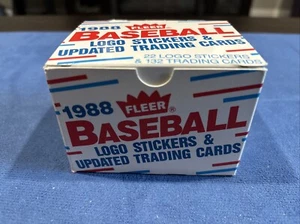 1988 FLEER
BASEBALL
LOGO STICKERS &
UPDATED TRADING CARDS
25 LOGO STICKERS
& 132 TRADING CARDS
1988 FLEER®
BASEBALL
LOGO STICKERS &
UPDATED TRADING CARDS